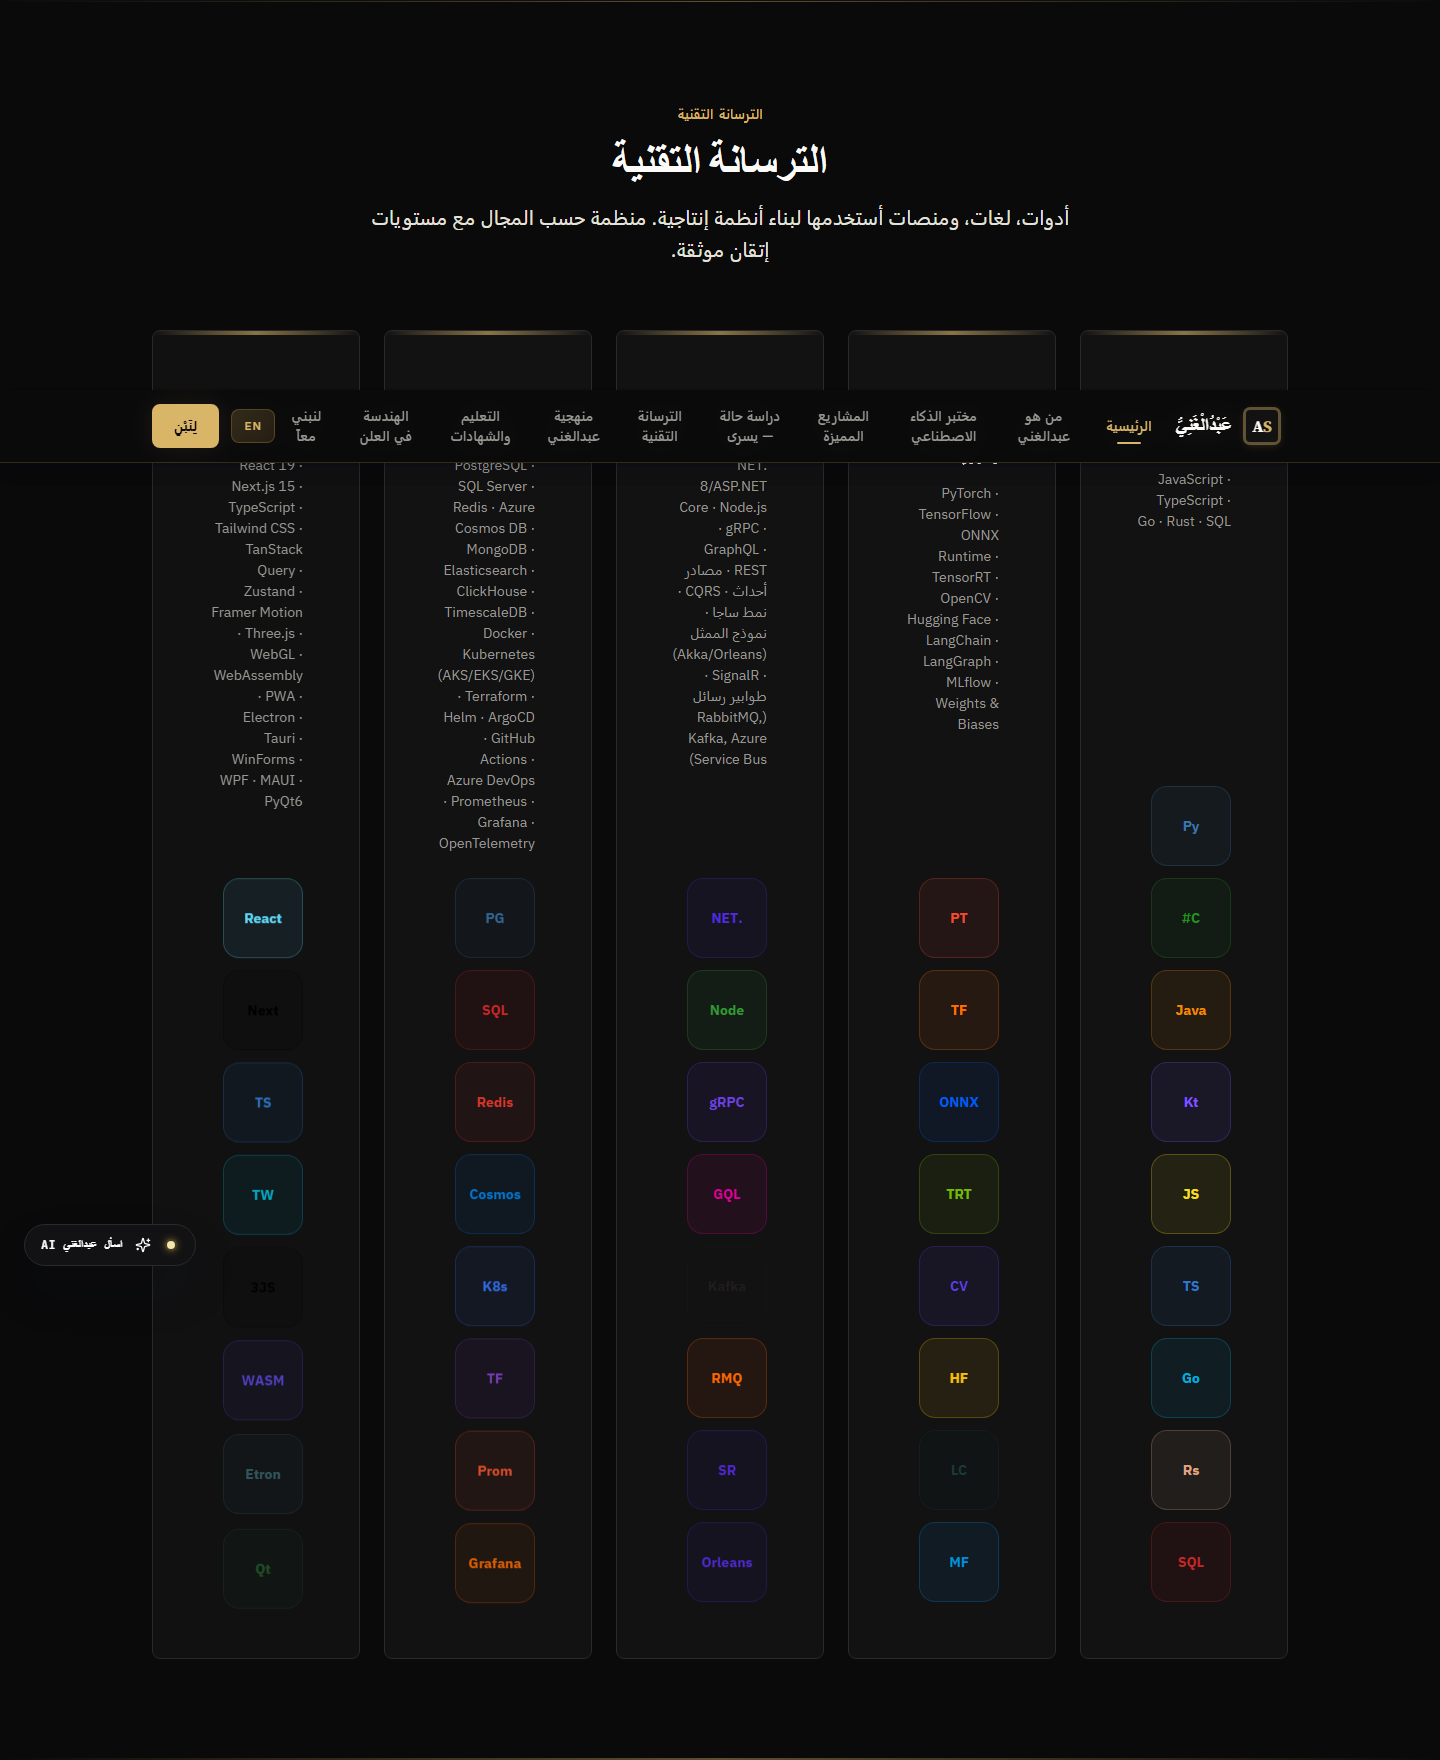 الترسانة التقنية
الترسانة التقنية
أدوات، لغات، ومنصات أستخدمها لبناء أنظمة إنتاجية. منظمة حسب المجال مع مستويات
إتقان موثقة.
AS
عَبْدُالْغَنِيِّ
الرئيسية
من هو
عبدالغني
مختبر الذكاء
الاصطناعي
المشاريع
المميزة
دراسة حالة
— يسرى
الترسانة
التقنية
منهجية
عبدالغني
التعليم
والشهادات
الهندسة
في العلن
لنبني
معاً
EN
JavaScript ·
TypeScript ·
Go · Rust · SQL
Py
#C
Java
Kt
JS
TS
Go
Rs
SQL
PyTorch ·
TensorFlow ·
ONNX
Runtime ·
TensorRT ·
OpenCV ·
Hugging Face ·
LangChain ·
LangGraph ·
MLflow ·
Weights &
Biases
PT
TF
ONNX
TRT
CV
HF
LC
MF
NET.
8/ASP.NET
Core · Node.js
· gRPC ·
GraphQL ·
REST · مصادر
أحداث · CQRS ·
نمط ساجا ·
نموذج الممثل
(Akka/Orleans)
· SignalR ·
طوابير رسائل
RabbitMQ,)
Kafka, Azure
(Service Bus
NET.
Node
gRPC
GQL
Kafka
RMQ
SR
Orleans
PostgreSQL ·
SQL Server ·
Redis · Azure
Cosmos DB ·
MongoDB ·
Elasticsearch ·
ClickHouse ·
TimescaleDB ·
Docker ·
Kubernetes
(AKS/EKS/GKE)
· Terraform ·
Helm · ArgoCD
· GitHub
Actions ·
Azure DevOps
· Prometheus ·
Grafana ·
OpenTelemetry
PG
SQL
Redis
Cosmos
K8s
TF
Prom
Grafana
React 19 ·
Next.js 15 ·
TypeScript ·
Tailwind CSS ·
TanStack
Query ·
Zustand ·
Framer Motion
· Three.js ·
WebGL ·
WebAssembly
· PWA ·
Electron ·
Tauri ·
WinForms ·
WPF · MAUI ·
PyQt6
React
Next
TS
TW
3JS
WASM
Etron
Qt
اسأل عبدالغني AI